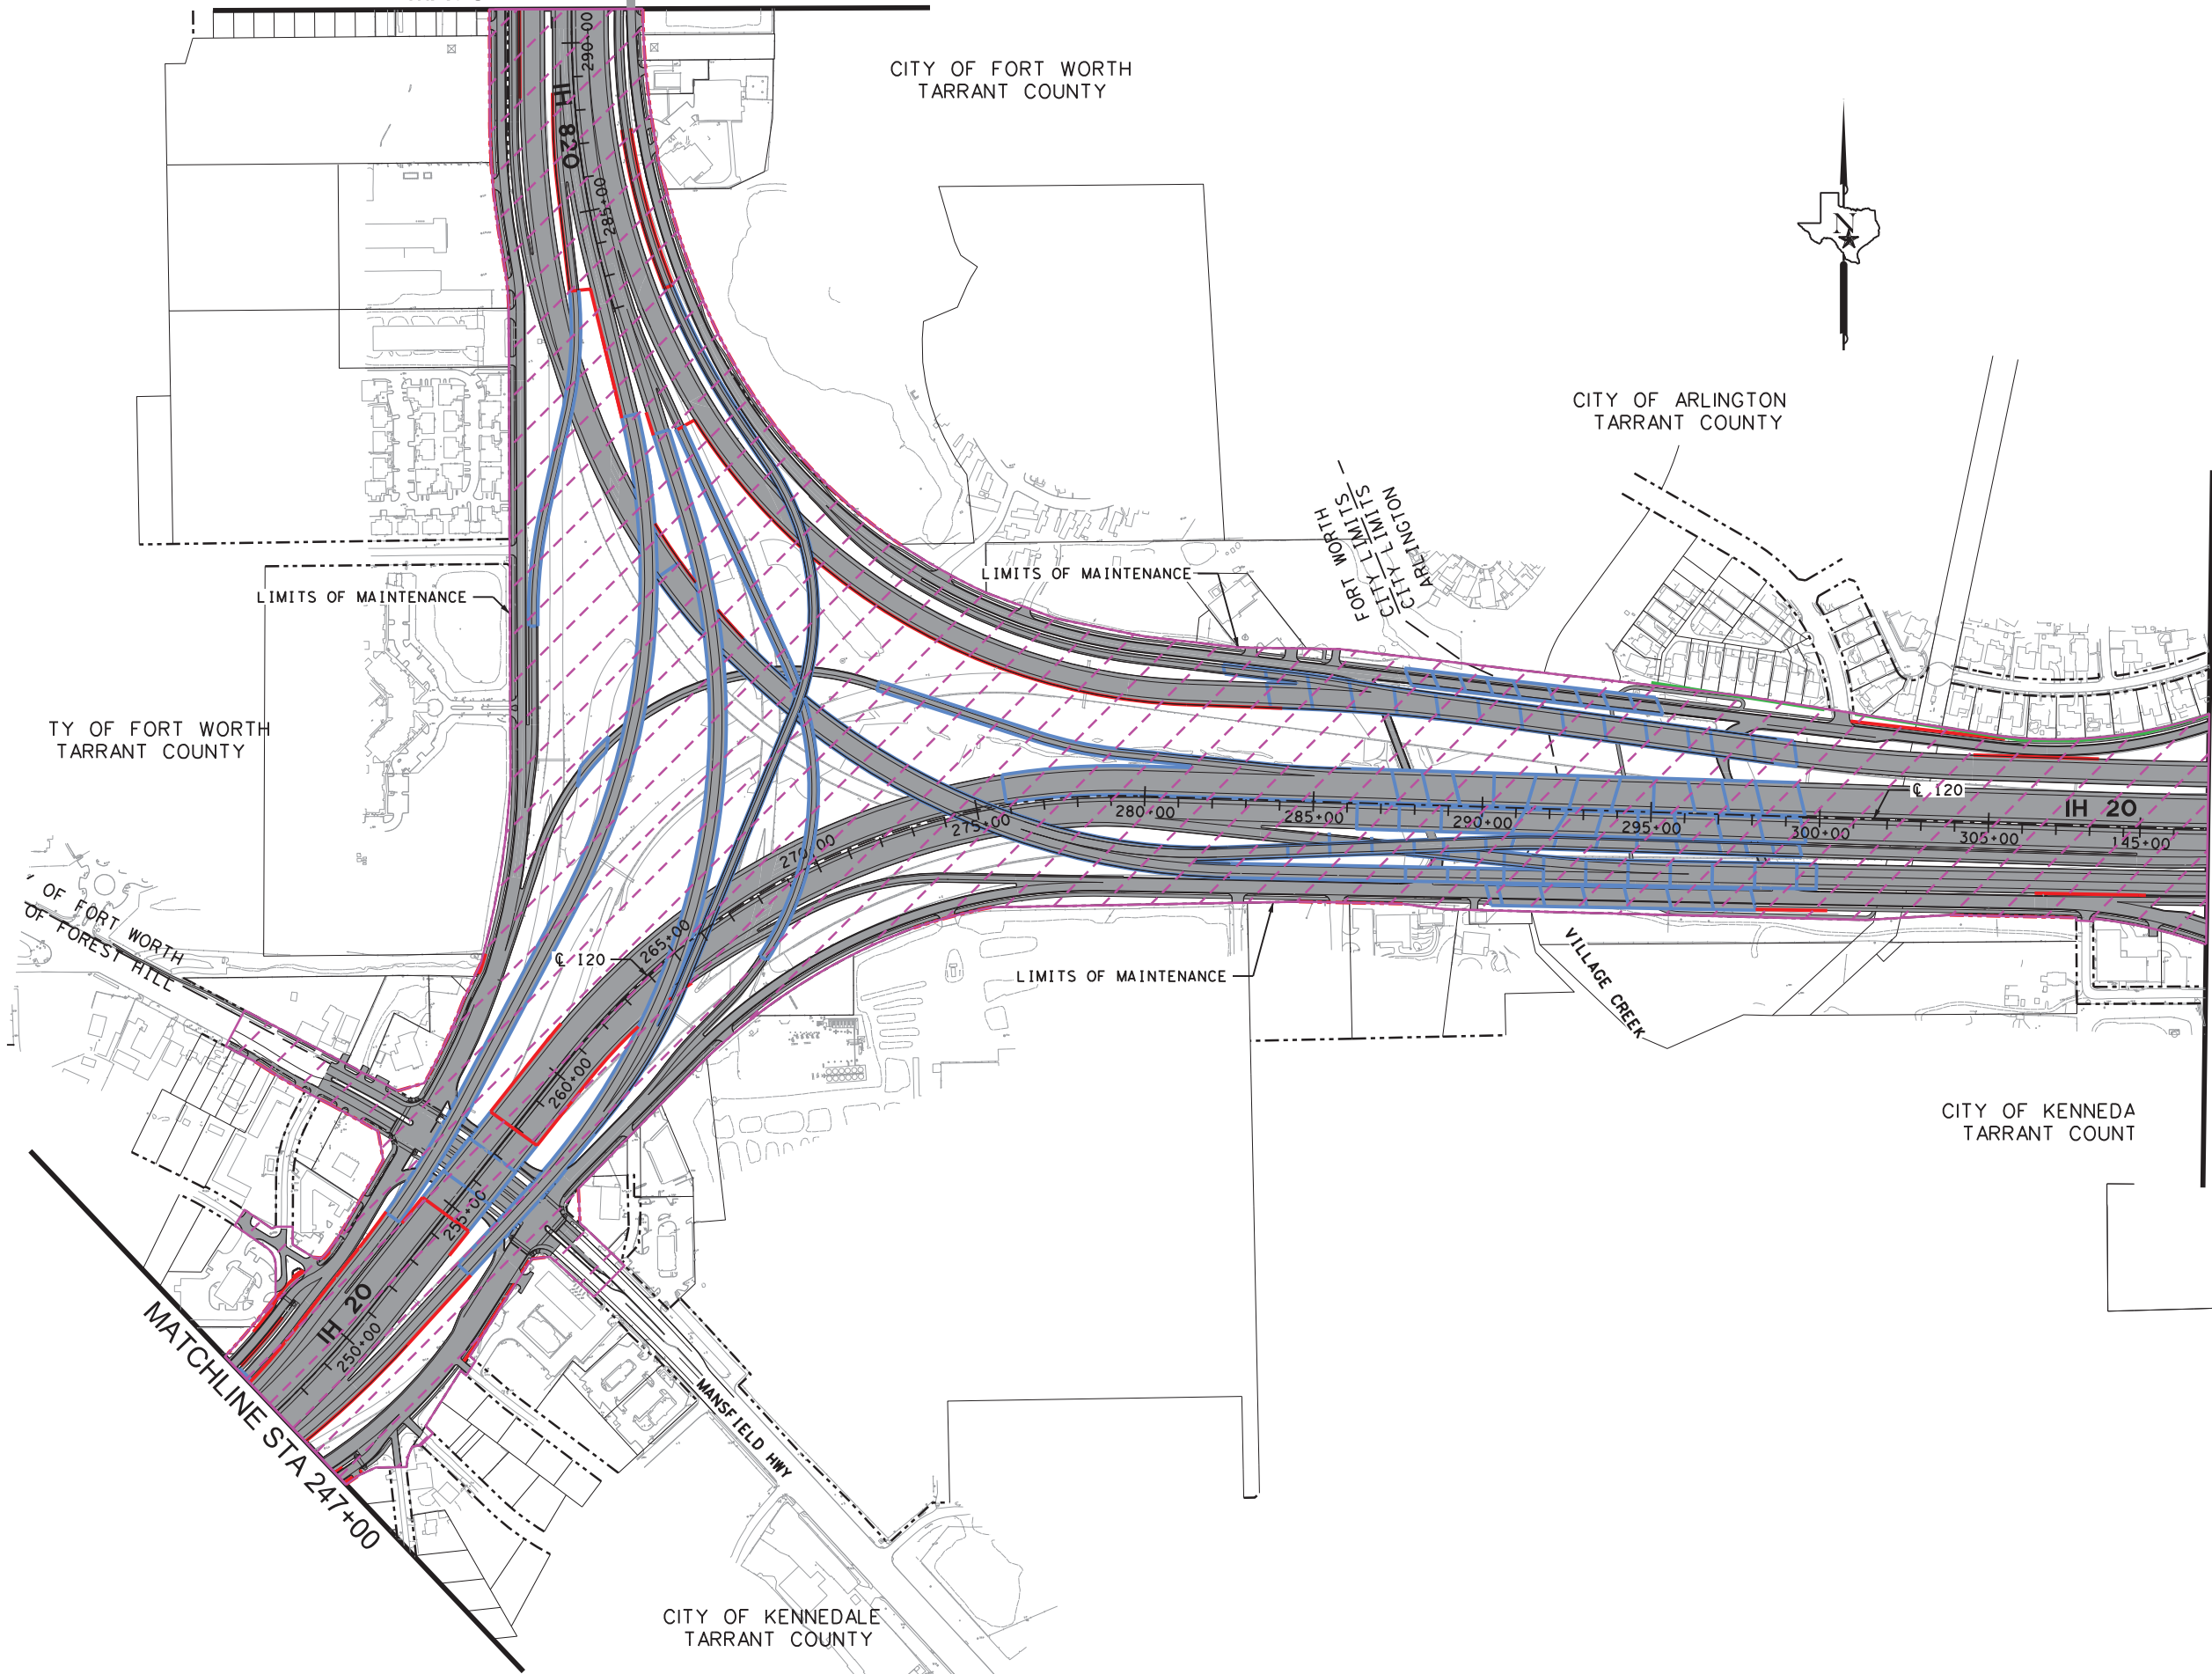 CITY OF FORT WORTH
TARRANT COUNTY
290+00
IH 820
285+00
N
CITY OF ARLINGTON
TARRANT COUNTY
FORT WORTH
CITY LIMITS
CITY LIMITS
ARLINGTON
LIMITS OF MAINTENANCE
LIMITS OF MAINTENANCE
TY OF FORT WORTH
TARRANT COUNTY
℄ I20
IH 20
270+00
275+00
280+00
285+00
290+00
295+00
300+00
305+00
145+00
OF FORT WORTH
OF FOREST HILL
℄ I20
265+00
LIMITS OF MAINTENANCE
VILLAGE CREEK
260+00
CITY OF KENNEDA
TARRANT COUNT
255+00
IH 20
250+00
MATCHLINE STA 247+00
MANSFIELD HWY
CITY OF KENNEDALE
TARRANT COUNTY